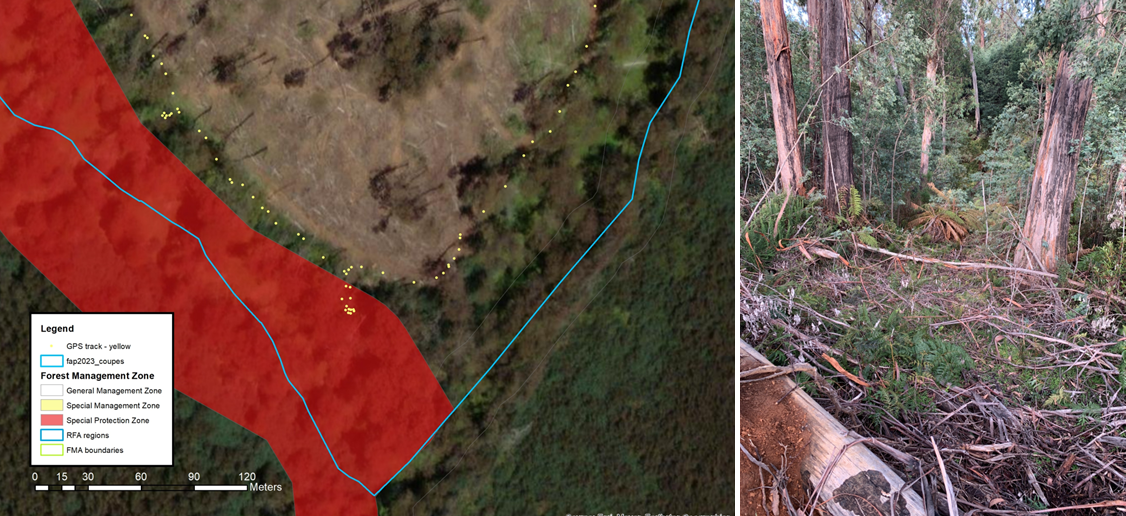 Legend
GPS track - yellow
fap2023_coupes
Forest Management Zone
General Management Zone
Special Management Zone
Special Protection Zone
RFA regions
FMA boundaries
0 15 30 60 90 120
Meters